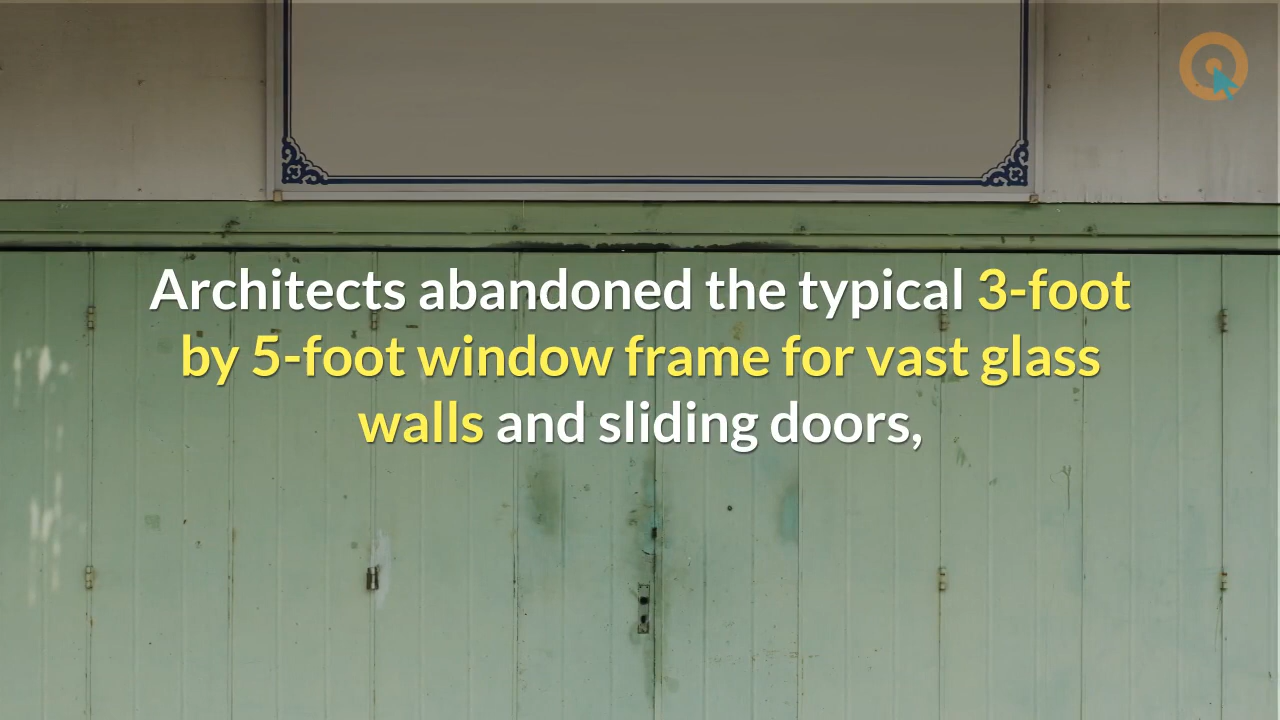 Architects abandoned the typical 3-foot
by 5-foot window frame for vast glass
walls and sliding doors,